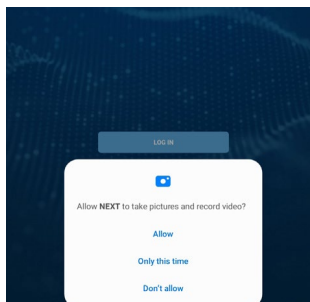 LOG IN
Allow NEXT to take pictures and record video?
Allow
Only this time
Don't allow